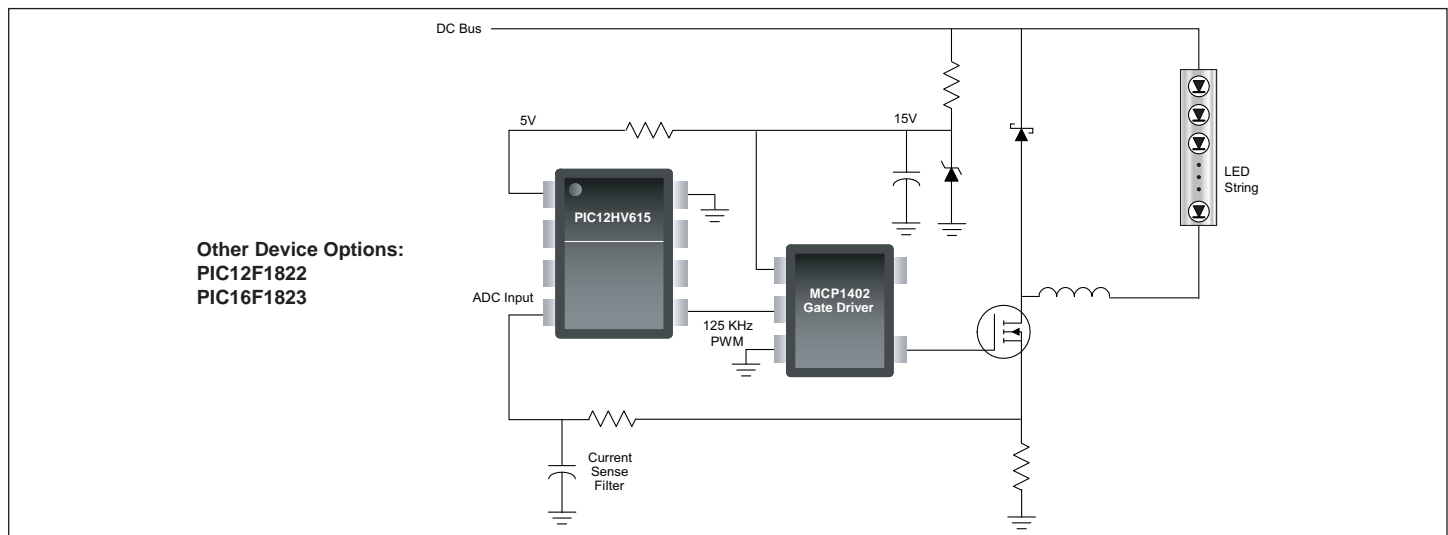 DC Bus
5V
15V
PIC12HV615
LED
String
Other Device Options:
PIC12F1822
PIC16F1823
ADC Input
MCP1402
Gate Driver
125 KHz
PWM
Current
Sense
Filter